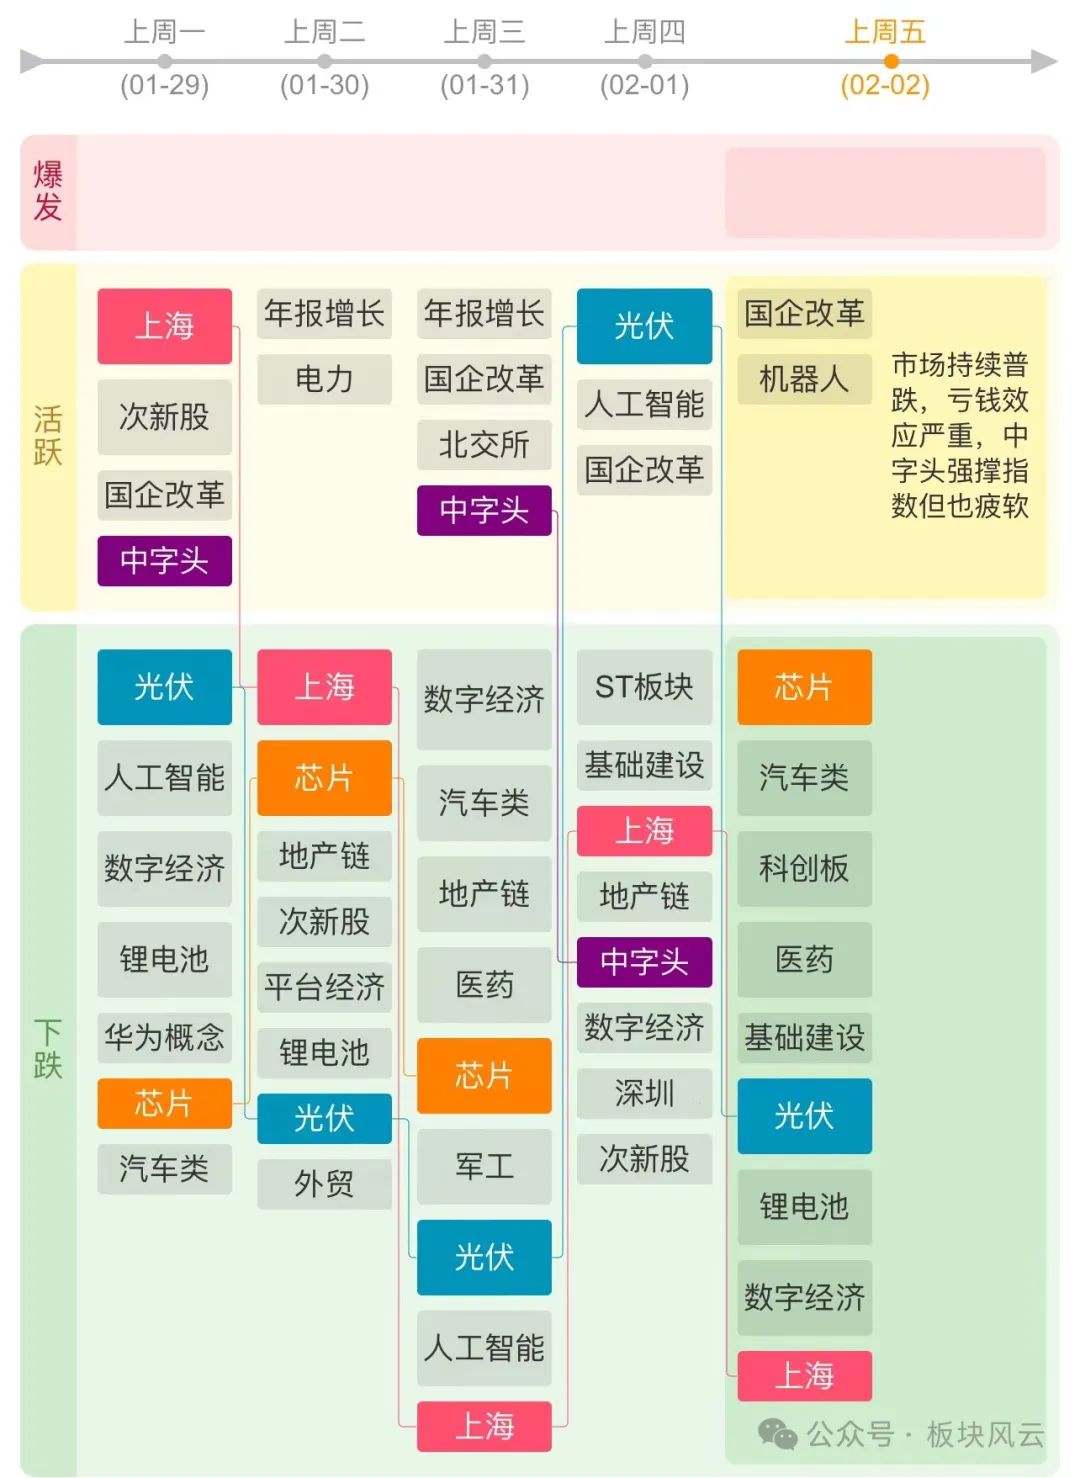 上周一
上周二
上周三
上周四
上周五
(01-29)
(01-30)
(01-31)
(02-01)
(02-02)
爆发
活跃
上海
次新股
国企改革
中字头
年报增长
电力
年报增长
国企改革
北交所
中字头
光伏
人工智能
国企改革
国企改革
机器人
市场持续普
跌，亏钱效
应严重，中
字头强撑指
数但也疲软
下跌
光伏
人工智能
数字经济
锂电池
华为概念
芯片
汽车类
上海
芯片
地产链
次新股
平台经济
锂电池
光伏
外贸
数字经济
汽车类
地产链
医药
芯片
军工
光伏
人工智能
上海
ST板块
基础建设
上海
地产链
中字头
数字经济
深圳
次新股
芯片
汽车类
科创板
医药
基础建设
光伏
锂电池
数字经济
上海
公众号·板块风云